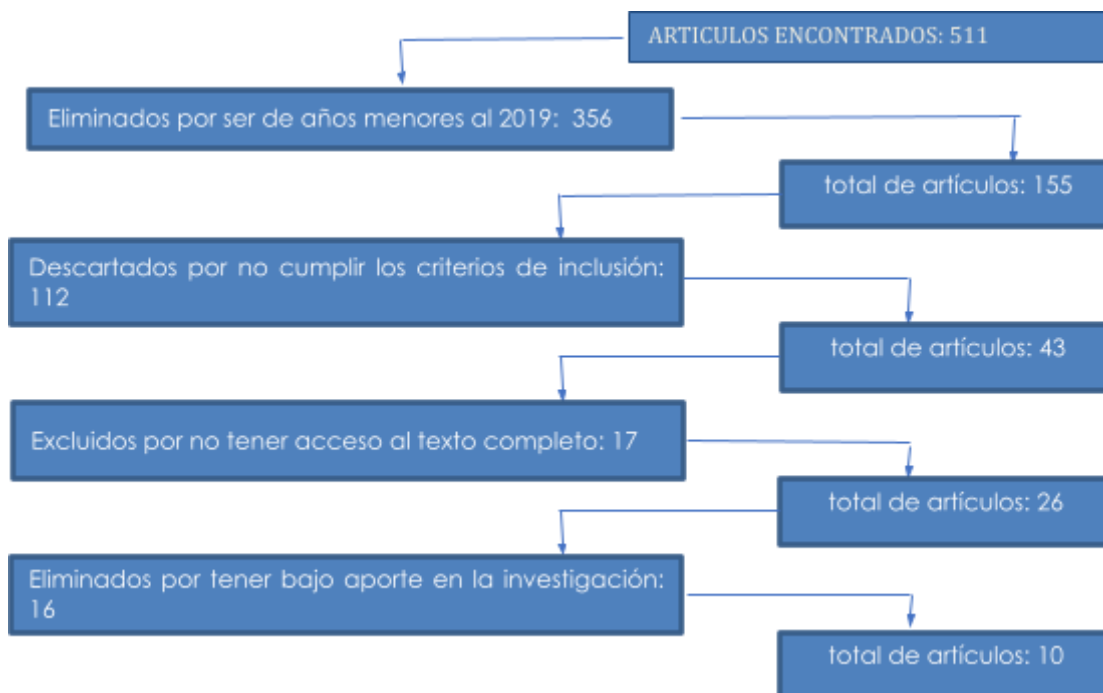 ARTICULOS ENCONTRADOS: 511
Eliminados por ser de años menores al 2019: 356
total de artículos: 155
Descartados por no cumplir los criterios de inclusión:
112
total de artículos: 43
Excluidos por no tener acceso al texto completo: 17
total de artículos: 26
Eliminados por tener bajo aporte en la investigación:
16
total de artículos: 10